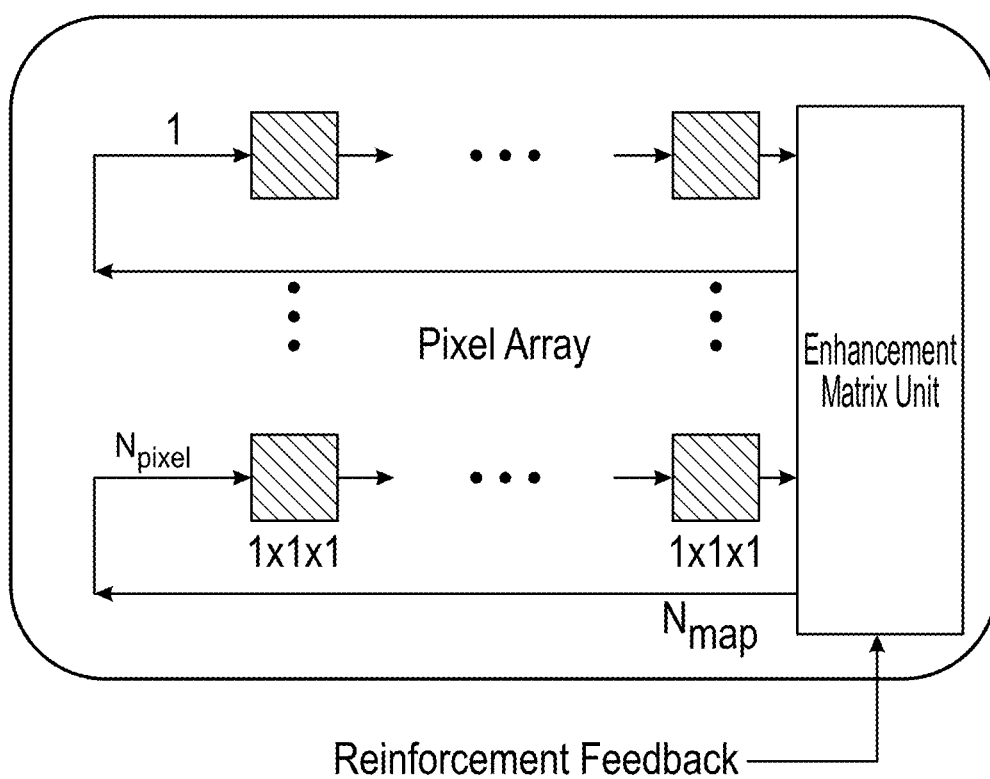 1
Pixel Array
Enhancement
Matrix Unit
Npixel
1x1x1 1x1x1
Nmap
Reinforcement Feedback